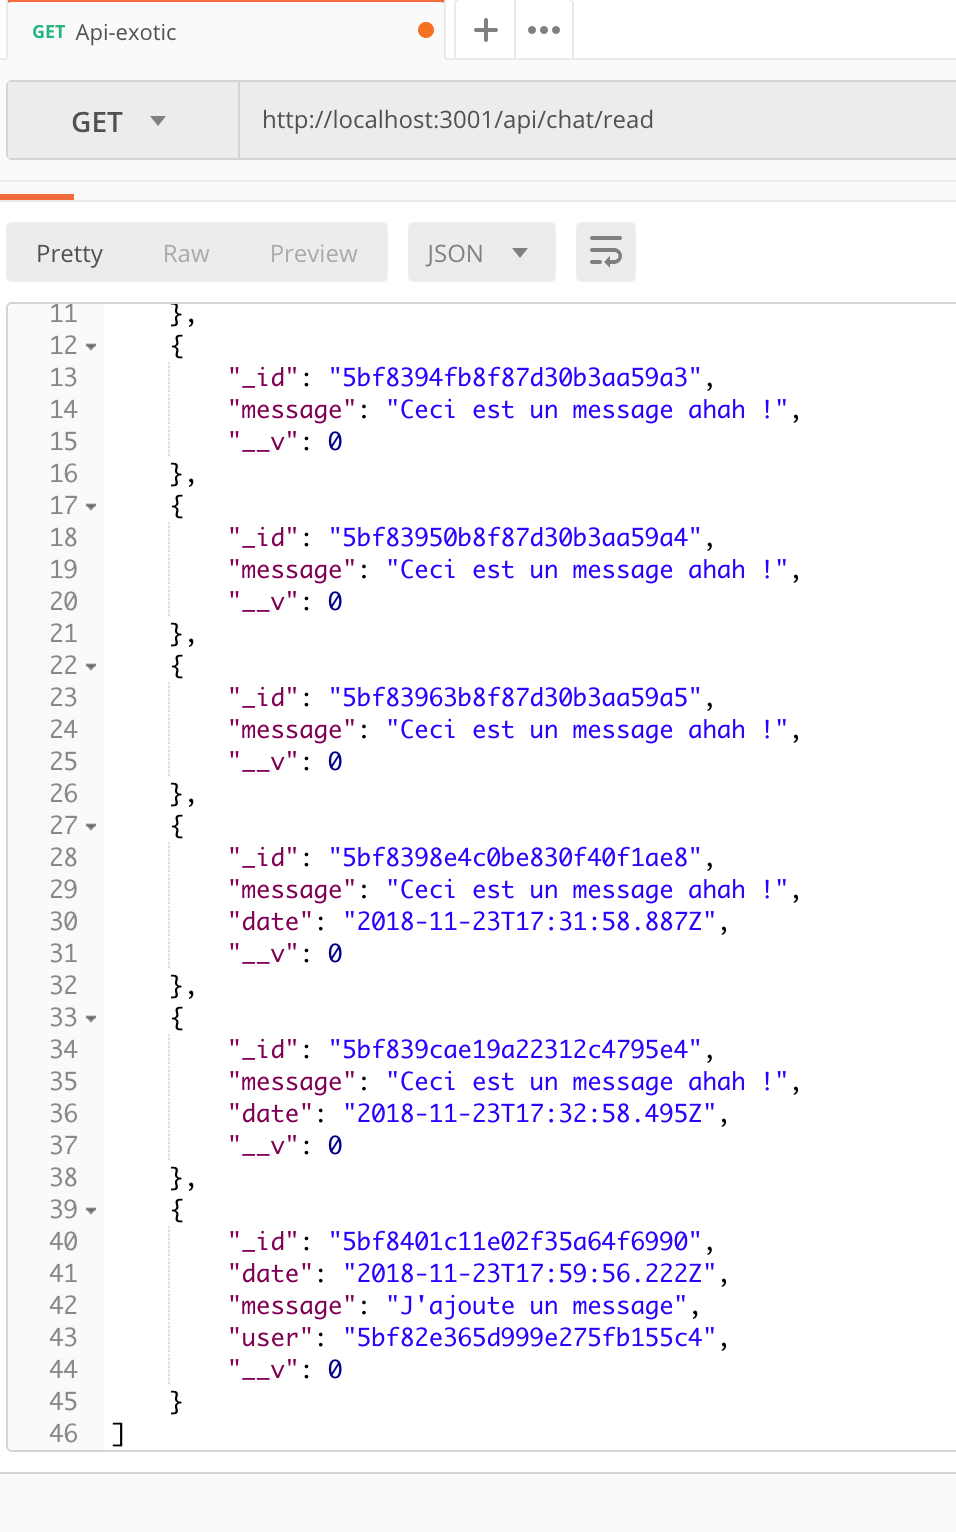 GET Api-exotic
GET http://localhost:3001/api/chat/read
Pretty Raw Preview JSON
11 },
12 {
13 "_id": "5bf8394fb8f87d30b3aa59a3",
14 "message": "Ceci est un message ahah !",
15 "__v": 0
16 },
17 {
18 "_id": "5bf83950b8f87d30b3aa59a4",
19 "message": "Ceci est un message ahah !",
20 "__v": 0
21 },
22 {
23 "_id": "5bf83963b8f87d30b3aa59a5",
24 "message": "Ceci est un message ahah !",
25 "__v": 0
26 },
27 {
28 "_id": "5bf8398e4c0be830f40f1ae8",
29 "message": "Ceci est un message ahah !",
30 "date": "2018-11-23T17:31:58.887Z",
31 "__v": 0
32 },
33 {
34 "_id": "5bf839cae19a22312c4795e4",
35 "message": "Ceci est un message ahah !",
36 "date": "2018-11-23T17:32:58.495Z",
37 "__v": 0
38 },
39 {
40 "_id": "5bf8401c11e02f35a64f6990",
41 "date": "2018-11-23T17:59:56.222Z",
42 "message": "J'ajoute un message",
43 "user": "5bf82e365d999e275fb155c4",
44 "__v": 0
45 }
46 ]